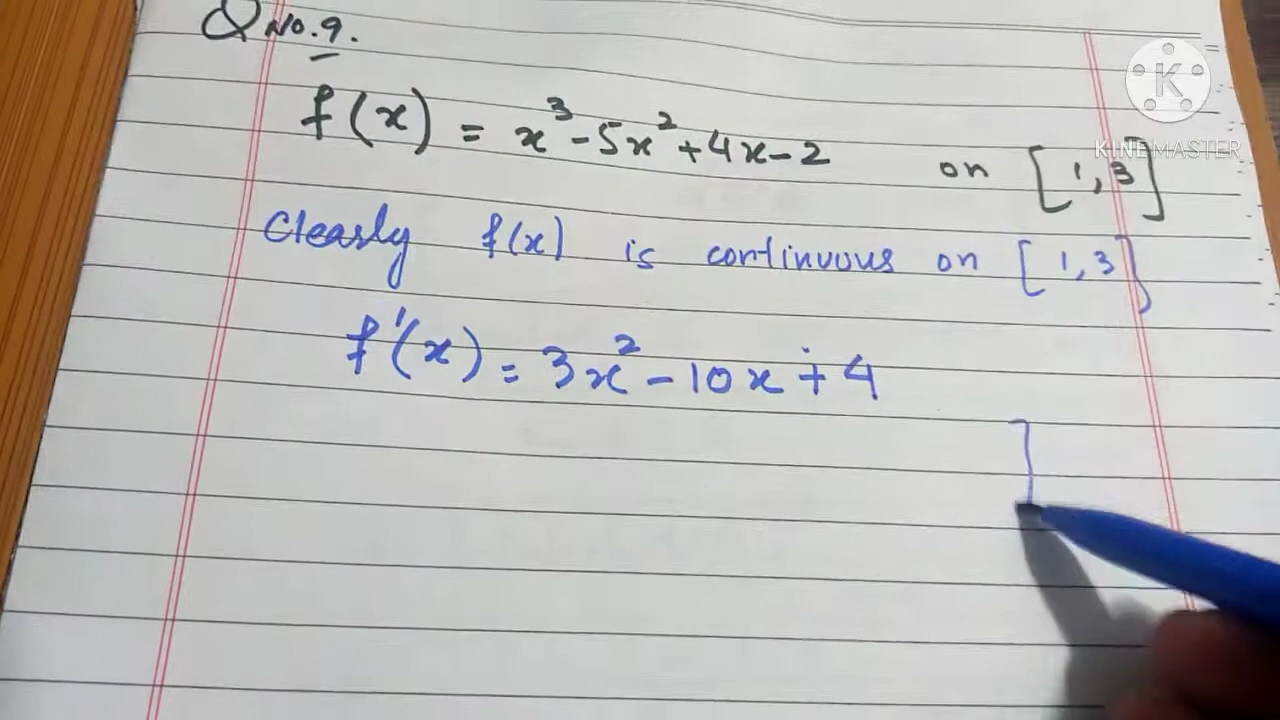 Q No.9.
f(x) = x³-5x²+4x-2 on [1,3]
Clearly f(x) is continuous on [1,3]
f'(x) = 3x²-10x+4
]
K
KINEMASTER